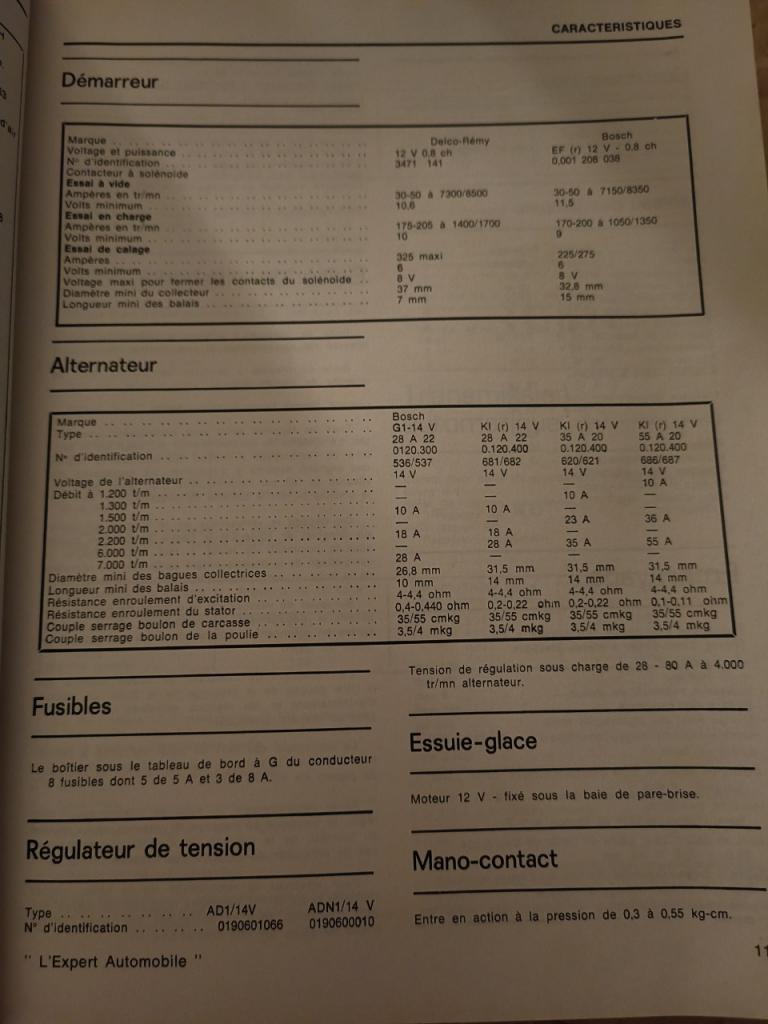 CARACTERISTIQUES
Démarreur
Marque Delco-Rémy Bosch
Voltage et puissance 12 V 0,8 ch EF (r) 12 V - 0,8 ch
N° d'identification 3471 141 0,001 208 038
Contacteur à solénoïde
Essai à vide
Ampères en tr/mn 30-50 à 7300/8500 30-50 à 7150/8350
Volts minimum 10,6 11,5
Essai en charge
Ampères en tr/mn 175-205 à 1400/1700 170-200 à 1050/1350
Volts minimum 10 9
Essai de calage
Ampères 325 maxi 225/275
Volts minimum 6 6
Voltage maxi pour fermer les contacts du solénoïde 8 V 8 V
Diamètre mini du collecteur 37 mm 32,8 mm
Longueur mini des balais 7 mm 15 mm
Alternateur
Marque Bosch
Type G1-14 V KI (r) 14 V KI (r) 14 V KI (r) 14 V
28 A 22 28 A 22 35 A 20 55 A 20
N° d'identification 0120.300 0.120.400 0.120.400 0.120.400
536/537 681/682 620/621 686/687
Voltage de l'alternateur 14 V 14 V 14 V 14 V
Débit à 1.200 t/m — — — 10 A
1.300 t/m — — 10 A —
1.500 t/m 10 A 10 A — —
2.000 t/m — — 23 A 36 A
2.200 t/m 18 A 18 A — —
6.000 t/m — 28 A 35 A 55 A
7.000 t/m 28 A — — —
Diamètre mini des bagues collectrices 26,8 mm 31,5 mm 31,5 mm 31,5 mm
Longueur mini des balais 10 mm 14 mm 14 mm 14 mm
Résistance enroulement d'excitation 4-4,4 ohm 4-4,4 ohm 4-4,4 ohm 4-4,4 ohm
Résistance enroulement du stator 0,4-0,440 ohm 0,2-0,22 ohm 0,2-0,22 ohm 0,1-0,11 ohm
Couple serrage boulon de carcasse 35/55 cmkg 35/55 cmkg 35/55 cmkg 35/55 cmkg
Couple serrage boulon de la poulie 3,5/4 mkg 3,5/4 mkg 3,5/4 mkg 3,5/4 mkg
Fusibles
Le boîtier sous le tableau de bord à G du conducteur
8 fusibles dont 5 de 5 A et 3 de 8 A.
Régulateur de tension
Type AD1/14V ADN1/14 V
N° d'identification 0190601066 0190600010
Tension de régulation sous charge de 28 - 80 A à 4.000
tr/mn alternateur.
Essuie-glace
Moteur 12 V - fixé sous la baie de pare-brise.
Mano-contact
Entre en action à la pression de 0,3 à 0,55 kg-cm.
" L'Expert Automobile "